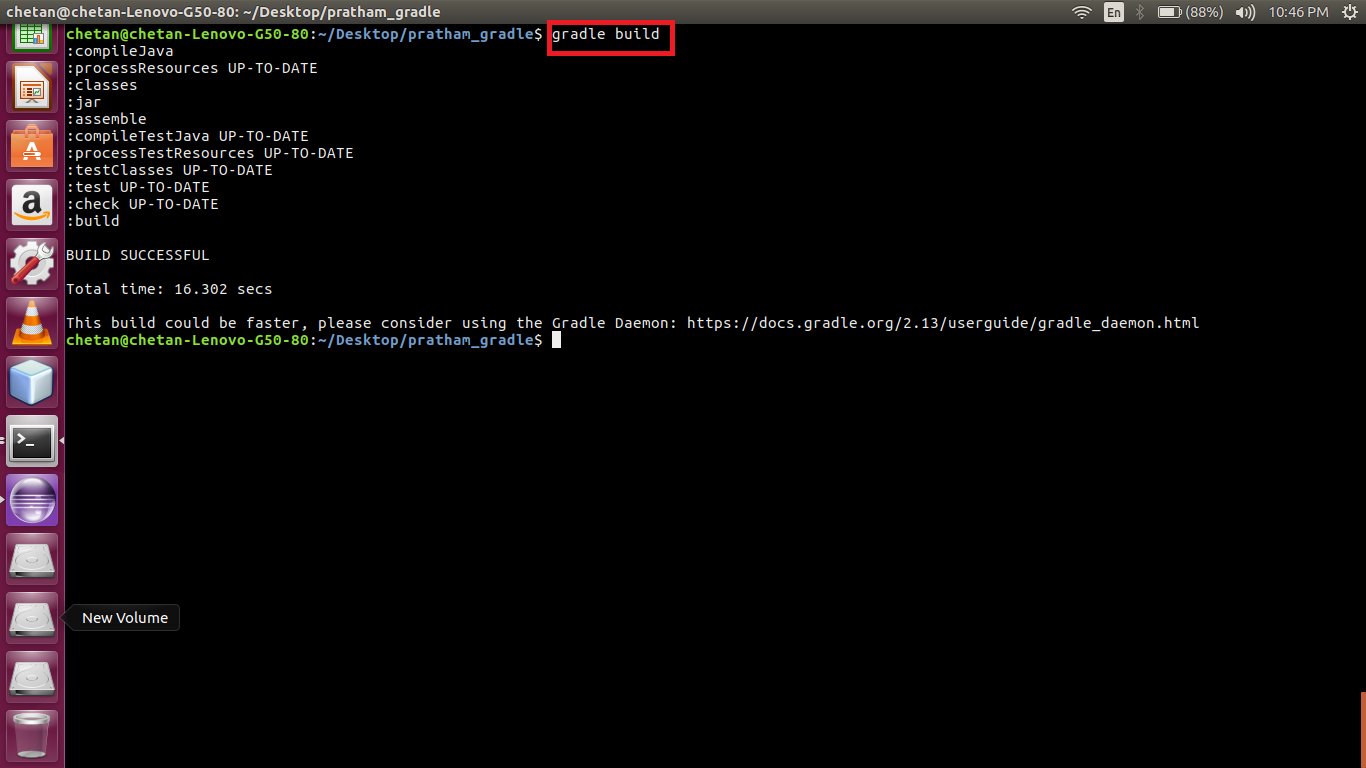 chetan@chetan-Lenovo-G50-80: ~/Desktop/pratham_gradle
En
(88%)
10:46 PM
chetan@chetan-Lenovo-G50-80:~/Desktop/pratham_gradle$ gradle build
:compileJava
:processResources UP-TO-DATE
:classes
:jar
:assemble
:compileTestJava UP-TO-DATE
:processTestResources UP-TO-DATE
:testClasses UP-TO-DATE
:test UP-TO-DATE
:check UP-TO-DATE
:build
BUILD SUCCESSFUL
Total time: 16.302 secs
This build could be faster, please consider using the Gradle Daemon: https://docs.gradle.org/2.13/userguide/gradle_daemon.html
chetan@chetan-Lenovo-G50-80:~/Desktop/pratham_gradle$
A
a
>_
New Volume